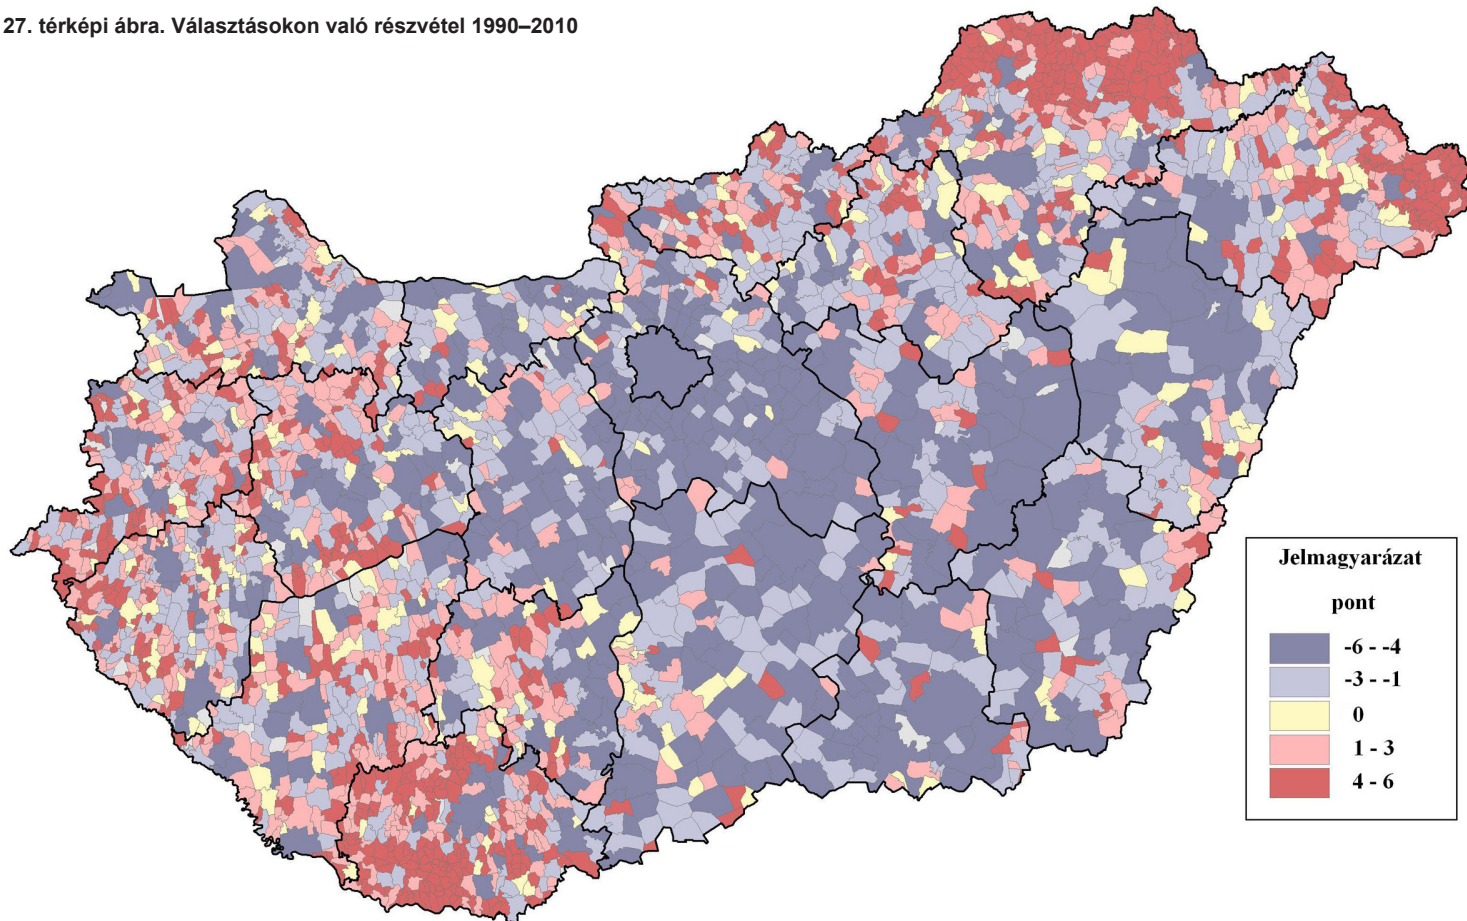 27. térképi ábra. Választásokon való részvétel 1990–2010
Jelmagyarázat
pont
-6 - -4
-3 - -1
0
1 - 3
4 - 6